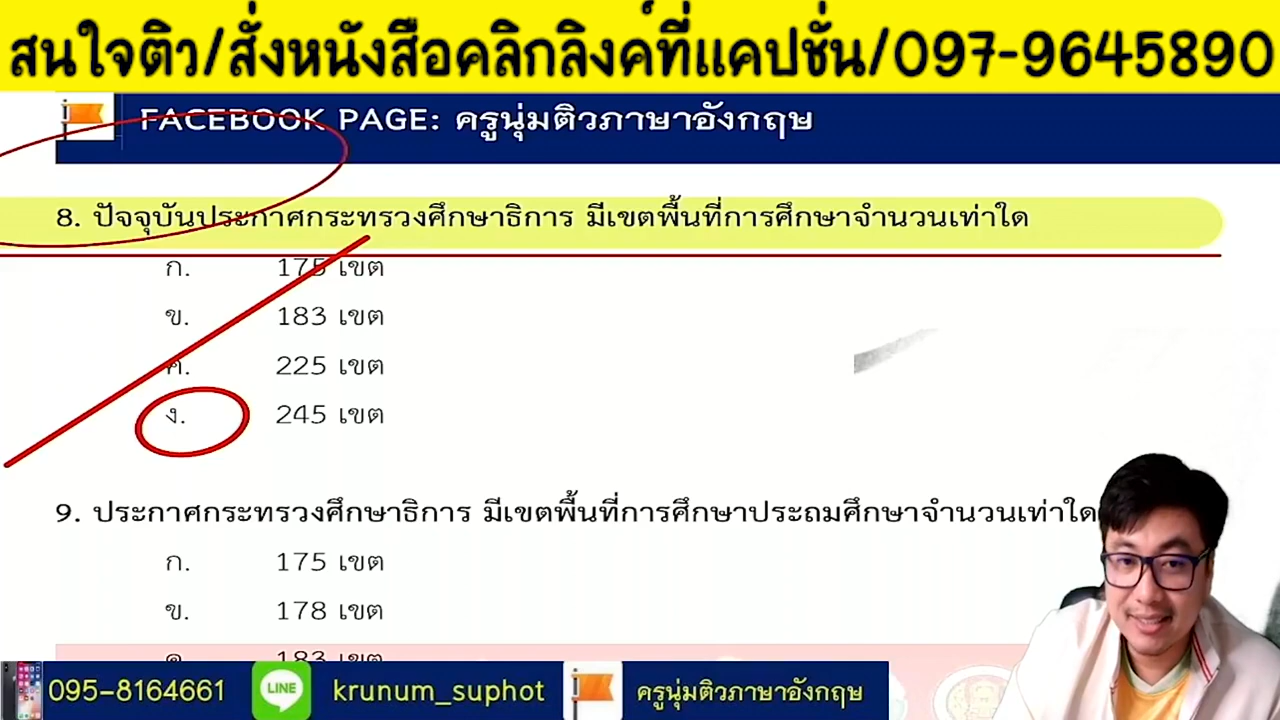 สนใจติว/สั่งหนังสือคลิกลิงค์ที่แคปชั่น/097-9645890
FACEBOOK PAGE: ครูนุ่มติวภาษาอังกฤษ
8. ปัจจุบันประกาศกระทรวงศึกษาธิการ มีเขตพื้นที่การศึกษาจำนวนเท่าใด
ก. 175 เขต
ข. 183 เขต
ค. 225 เขต
ง. 245 เขต
9. ประกาศกระทรวงศึกษาธิการ มีเขตพื้นที่การศึกษาประถมศึกษาจำนวนเท่าใด
ก. 175 เขต
ข. 178 เขต
ค. 183 เขต
095-8164661 LINE krunum_suphot ครูนุ่มติวภาษาอังกฤษ